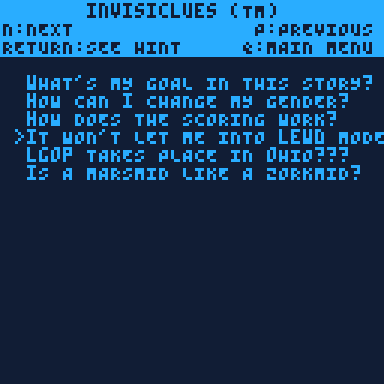 INVISICLUES (TM)
N:NEXT P:PREVIOUS
RETURN:SEE HINT Q:MAIN MENU
What's my goal in this story?
How can I change my gender?
How does the scoring work?
>It won't let me into LEWD mode
LGOP takes place in Ohio???
Is a marsmid like a zorkmid?